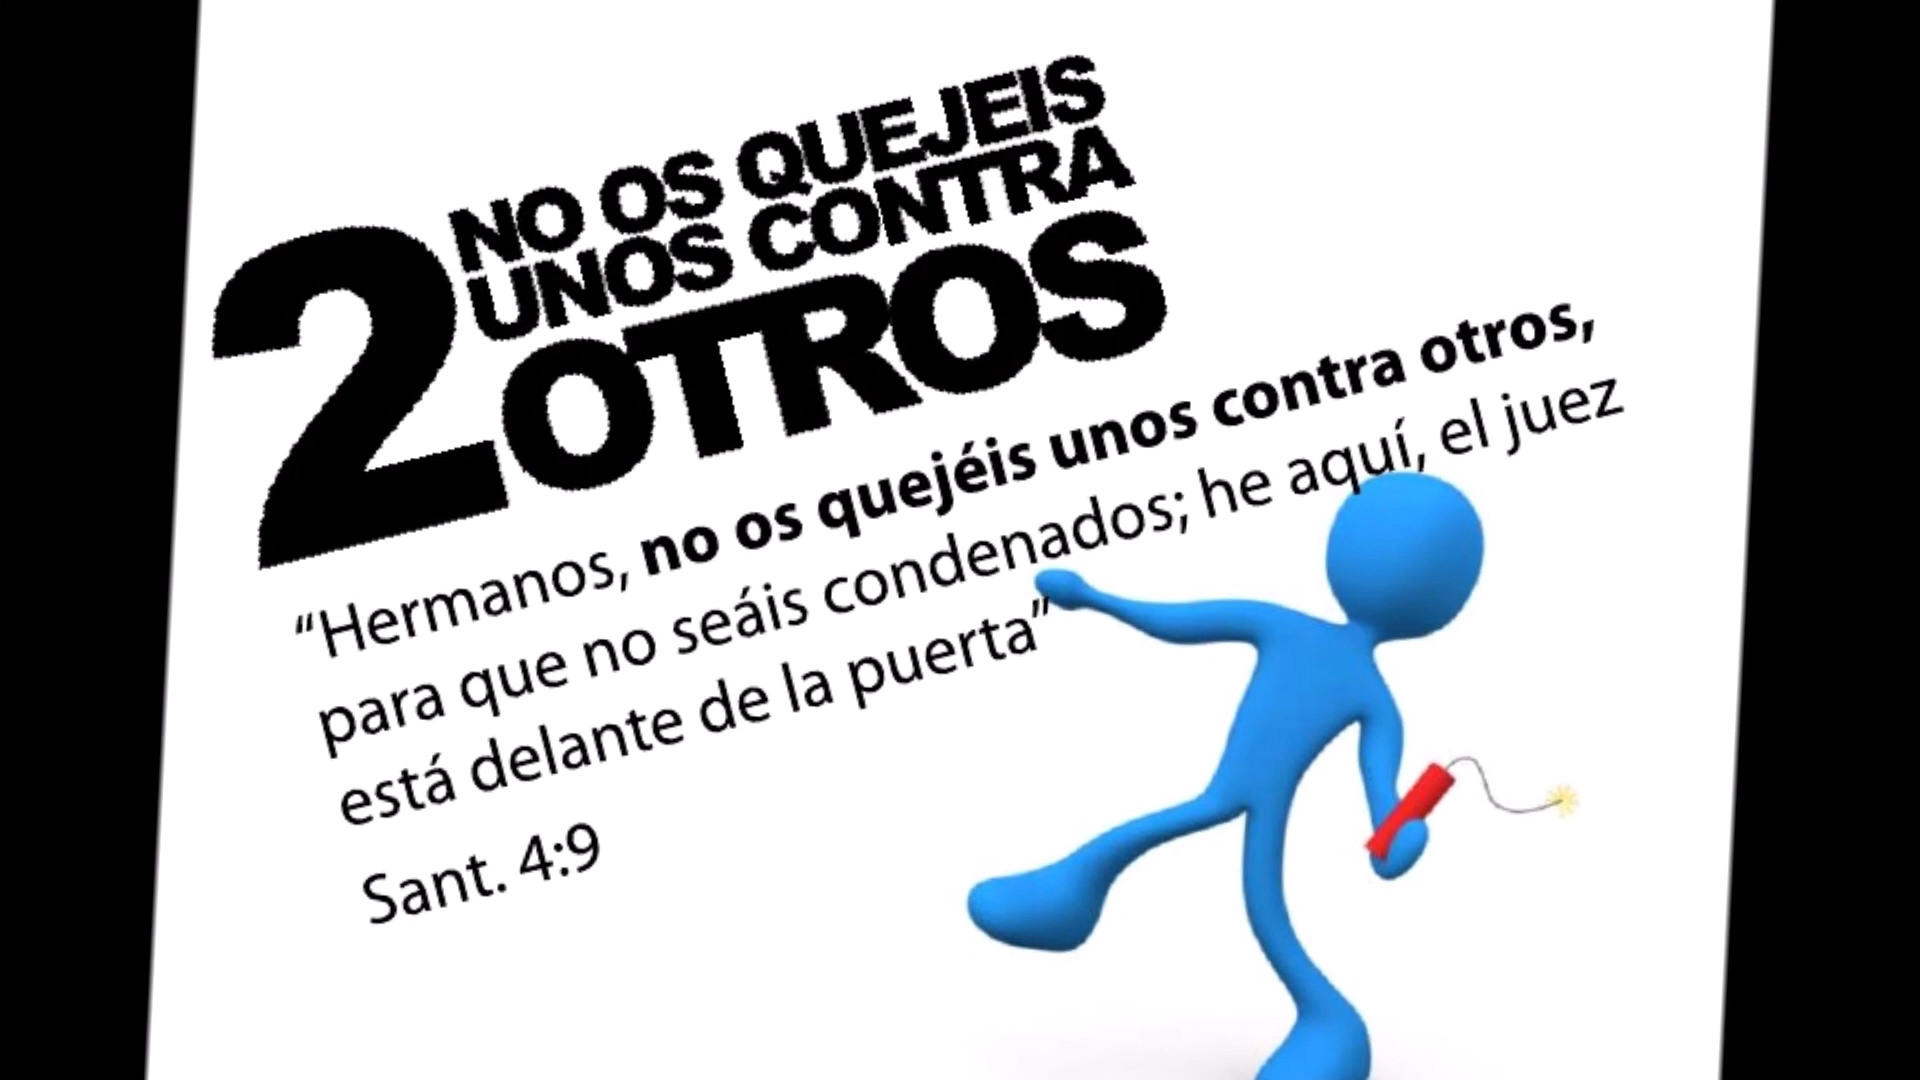 2
NO OS QUEJEIS
UNOS CONTRA
OTROS
“Hermanos, no os quejéis unos contra otros,
para que no seáis condenados; he aquí, el juez
está delante de la puerta”
Sant. 4:9